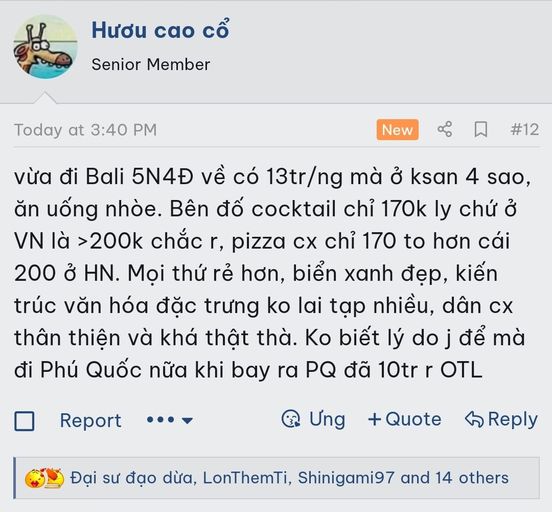 Hươu cao cổ
Senior Member
Today at 3:40 PM
New
#12
vừa đi Bali 5N4Đ về có 13tr/ng mà ở ksan 4 sao,
ăn uống nhòe. Bên đố cocktail chỉ 170k ly chứ ở
VN là >200k chắc r, pizza cx chỉ 170 to hơn cái
200 ở HN. Mọi thứ rẻ hơn, biển xanh đẹp, kiến
trúc văn hóa đặc trưng ko lai tạp nhiều, dân cx
thân thiện và khá thật thà. Ko biết lý do j để mà
đi Phú Quốc nữa khi bay ra PQ đã 10tr r OTL
Report
Ưng
+Quote
Reply
Đại sư đạo dừa, LonThemTi, Shinigami97 and 14 others